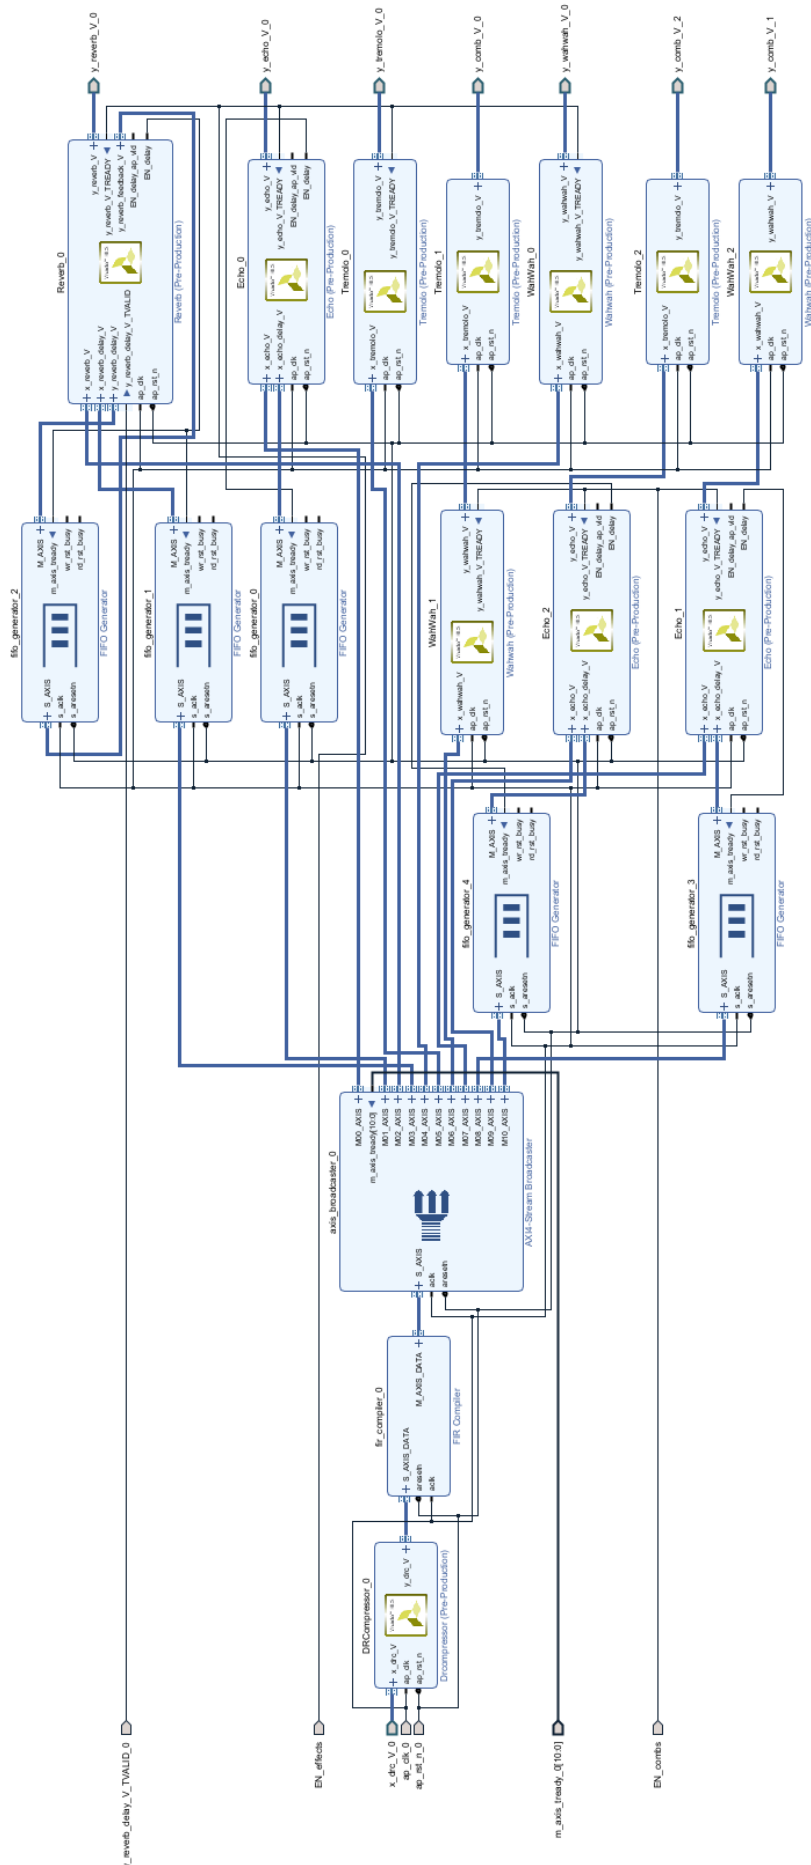 y_reverb_V_0
y_echo_V_0
y_tremolo_V_0
y_comb_V_0
y_wahwah_V_0
y_comb_V_2
y_comb_V_1
Reverb_0
x_reverb_V
x_reverb_delay_V
y_reverb_delay_V
y_reverb_delay_V_TVALID
ap_clk
ap_rst_n
y_reverb_V
y_reverb_V_TREADY
y_reverb_feedback_V
EN_delay_ap_vld
EN_delay
Reverb (Pre-Production)
Echo_0
x_echo_V
x_echo_delay_V
ap_clk
ap_rst_n
y_echo_V
y_echo_V_TREADY
EN_delay_ap_vld
EN_delay
Echo (Pre-Production)
Tremolo_0
x_tremolo_V
ap_clk
ap_rst_n
y_tremolo_V
y_tremolo_V_TREADY
Tremolo (Pre-Production)
Tremolo_1
x_tremolo_V
ap_clk
ap_rst_n
y_tremolo_V
Tremolo (Pre-Production)
WahWah_0
x_wahwah_V
ap_clk
ap_rst_n
y_wahwah_V
y_wahwah_V_TREADY
Wahwah (Pre-Production)
Tremolo_2
x_tremolo_V
ap_clk
ap_rst_n
y_tremolo_V
Tremolo (Pre-Production)
WahWah_2
x_wahwah_V
ap_clk
ap_rst_n
y_wahwah_V
fifo_generator_2
S_AXIS
s_aclk
s_aresetn
M_AXIS
m_axis_tready
wr_rst_busy
rd_rst_busy
FIFO Generator
fifo_generator_1
S_AXIS
s_aclk
s_aresetn
M_AXIS
m_axis_tready
wr_rst_busy
rd_rst_busy
FIFO Generator
fifo_generator_0
S_AXIS
s_aclk
s_aresetn
M_AXIS
m_axis_tready
wr_rst_busy
rd_rst_busy
FIFO Generator
WahWah_1
x_wahwah_V
ap_clk
ap_rst_n
y_wahwah_V
y_wahwah_V_TREADY
Wahwah (Pre-Production)
Echo_2
x_echo_V
x_echo_delay_V
ap_clk
ap_rst_n
y_echo_V
y_echo_V_TREADY
EN_delay_ap_vld
EN_delay
Echo (Pre-Production)
Echo_1
x_echo_V
x_echo_delay_V
ap_clk
ap_rst_n
y_echo_V
y_echo_V_TREADY
EN_delay_ap_vld
EN_delay
Echo (Pre-Production)
fifo_generator_4
S_AXIS
s_aclk
s_aresetn
M_AXIS
m_axis_tready
wr_rst_busy
rd_rst_busy
FIFO Generator
fifo_generator_3
S_AXIS
s_aclk
s_aresetn
M_AXIS
m_axis_tready
wr_rst_busy
rd_rst_busy
FIFO Generator
axis_broadcaster_0
S_AXIS
aclk
aresetn
M00_AXIS
m_axis_tready[10:0]
M01_AXIS
M02_AXIS
M03_AXIS
M04_AXIS
M05_AXIS
M06_AXIS
M07_AXIS
M08_AXIS
M09_AXIS
M10_AXIS
AXI4-Stream Broadcaster
fir_compiler_0
S_AXIS_DATA
aresetn
aclk
M_AXIS_DATA
FIR Compiler
DRCompressor_0
x_drc_V
ap_clk
ap_rst_n
y_drc_V
Drcompressor (Pre-Production)
y_reverb_delay_V_TVALID_0
EN_effects
x_drc_V_0
ap_clk_0
ap_rst_n_0
m_axis_tready_0[10:0]
EN_combs